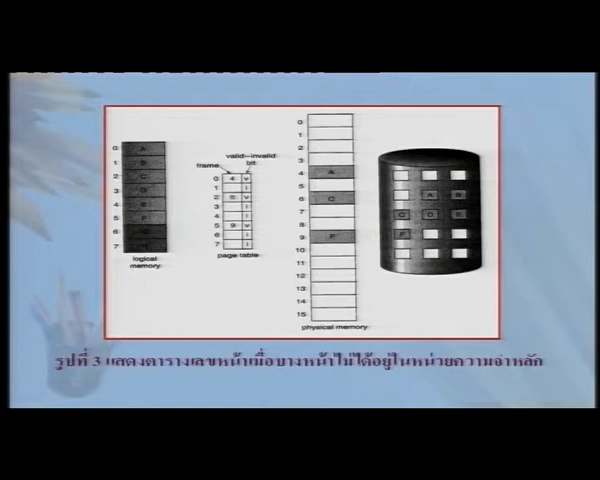 0 A
1 B
2 C
3 D
4
5 F
6
7
logical
memory
valid–invalid
frame bit
0 4 v
1 i
2 6 v
3 i
4 i
5 9 v
6 i
7 i
page table
0
1
2
3
4 A
5
6 C
7
8
9 F
10
11
12
13
14
15
physical memory
A B
C D E
F
รูปที่ 3 แสดงตารางเลขหน้าเมื่อบางหน้าไม่ได้อยู่ในหน่วยความจำหลัก